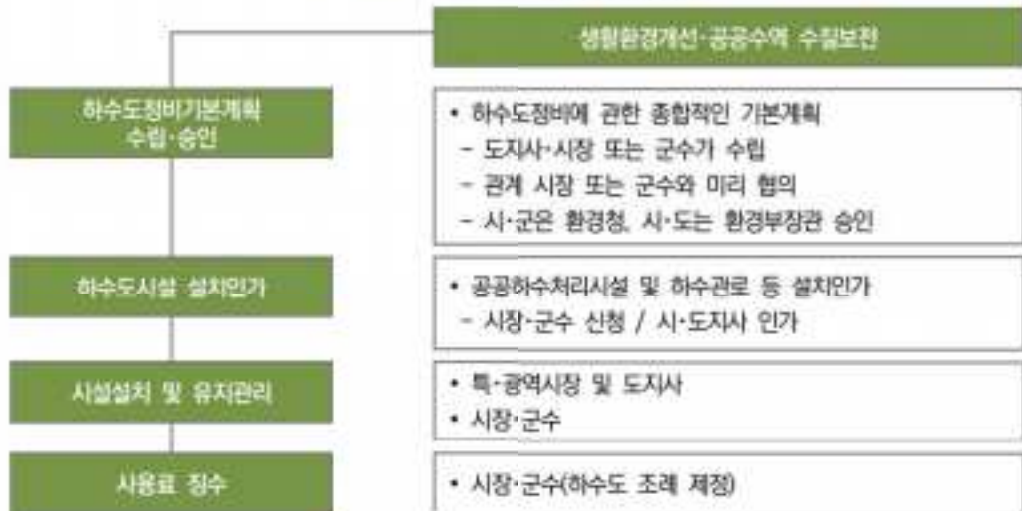 생활환경개선·공공수역 수질보전
하수도정비기본계획
수립·승인
• 하수도정비에 관한 종합적인 기본계획
- 도지사·시장 또는 군수가 수립
- 관계 시장 또는 군수와 미리 협의
- 시·군은 환경청, 시·도는 환경부장관 승인
하수도시설 설치인가
• 공공하수처리시설 및 하수관로 등 설치인가
- 시장·군수 신청 / 시·도지사 인가
시설설치 및 유지관리
• 특·광역시장 및 도지사
• 시장·군수
사용료 징수
• 시장·군수(하수도 조례 제정)